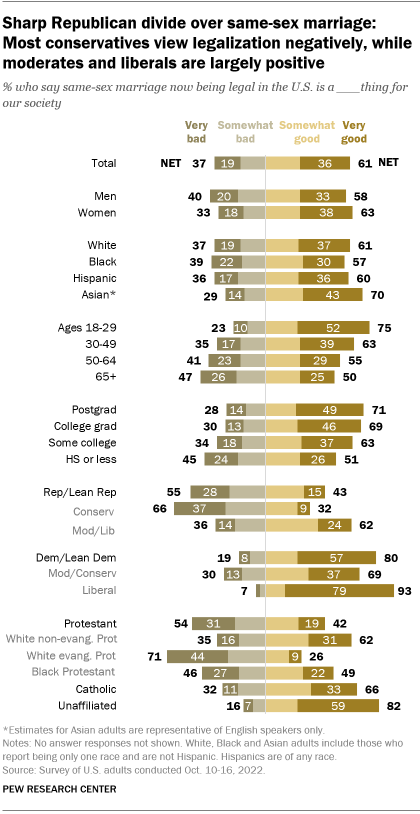 Sharp Republican divide over same-sex marriage:
Most conservatives view legalization negatively, while
moderates and liberals are largely positive
% who say same-sex marriage now being legal in the U.S. is a ___thing for
our society
Very bad Somewhat bad Somewhat good Very good
Total NET 37 19 36 61 NET
Men 40 20 33 58
Women 33 18 38 63
White 37 19 37 61
Black 39 22 30 57
Hispanic 36 17 36 60
Asian* 29 14 43 70
Ages 18-29 23 10 52 75
30-49 35 17 39 63
50-64 41 23 29 55
65+ 47 26 25 50
Postgrad 28 14 49 71
College grad 30 13 46 69
Some college 34 18 37 63
HS or less 45 24 26 51
Rep/Lean Rep 55 28 15 43
Conserv 66 37 9 32
Mod/Lib 36 14 24 62
Dem/Lean Dem 19 8 57 80
Mod/Conserv 30 13 37 69
Liberal 7 79 93
Protestant 54 31 19 42
White non-evang. Prot 35 16 31 62
White evang. Prot 71 44 9 26
Black Protestant 46 27 22 49
Catholic 32 11 33 66
Unaffiliated 16 7 59 82
*Estimates for Asian adults are representative of English speakers only.
Notes: No answer responses not shown. White, Black and Asian adults include those who
report being only one race and are not Hispanic. Hispanics are of any race.
Source: Survey of U.S. adults conducted Oct. 10-16, 2022.
PEW RESEARCH CENTER